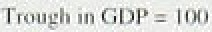 Trough in GDP = 100